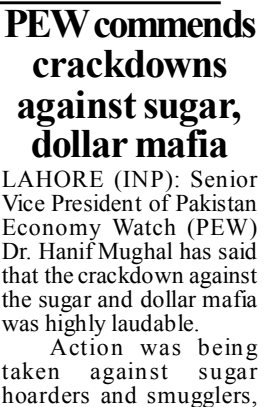 PEW commends
crackdowns
against sugar,
dollar mafia
LAHORE (INP): Senior
Vice President of Pakistan
Economy Watch (PEW)
Dr. Hanif Mughal has said
that the crackdown against
the sugar and dollar mafia
was highly laudable.
Action was being
taken against sugar
hoarders and smugglers,